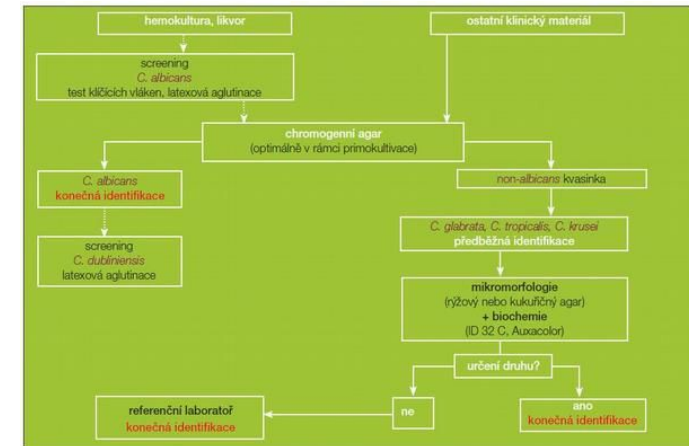 hemokultura, likvor
ostatní klinický materiál
screening
C. albicans
test klíčících vláken, latexová aglutinace
chromogenní agar
(optimálně v rámci primokultivace)
C. albicans
konečná identifikace
non-albicans kvasinka
screening
C. dubliniensis
latexová aglutinace
C. glabrata, C. tropicalis, C. krusei
předběžná identifikace
mikromorfologie
(rýžový nebo kukuřičný agar)
+ biochemie
(ID 32 C, Auxacolor)
určení druhu?
referenční laboratoř
konečná identifikace
ne
ano
konečná identifikace